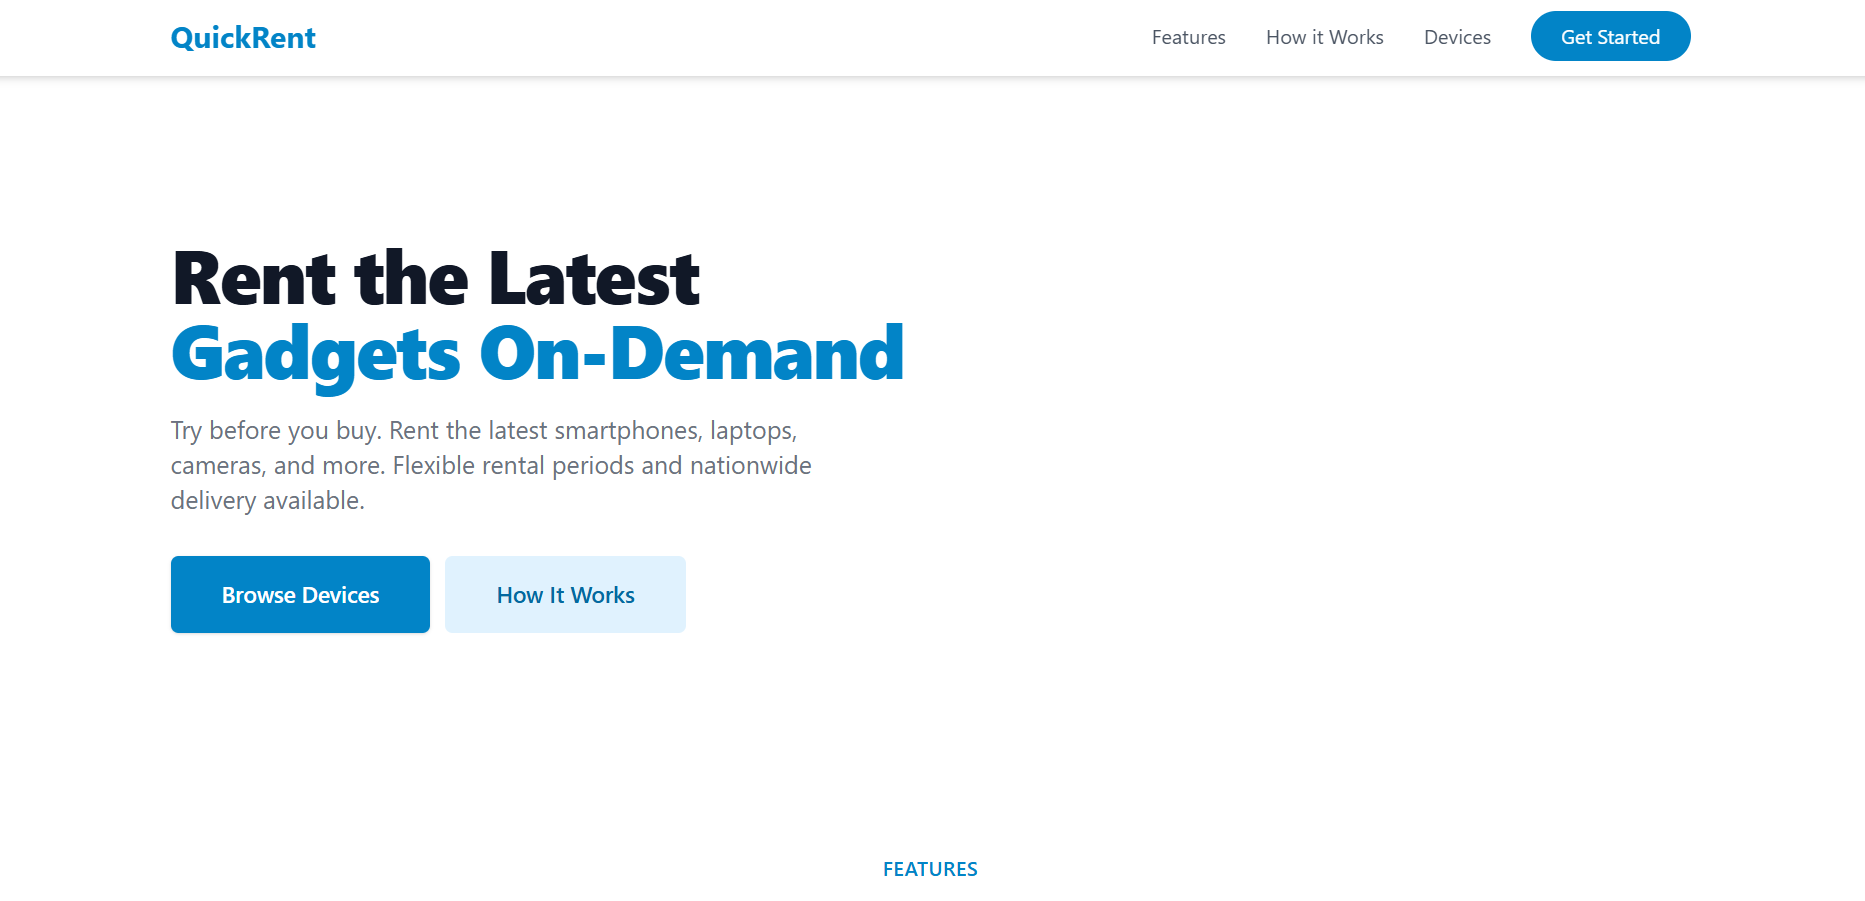 QuickRent
Features
How it Works
Devices
Get Started
Rent the Latest
Gadgets On-Demand
Try before you buy. Rent the latest smartphones, laptops,
cameras, and more. Flexible rental periods and nationwide
delivery available.
Browse Devices
How It Works
FEATURES